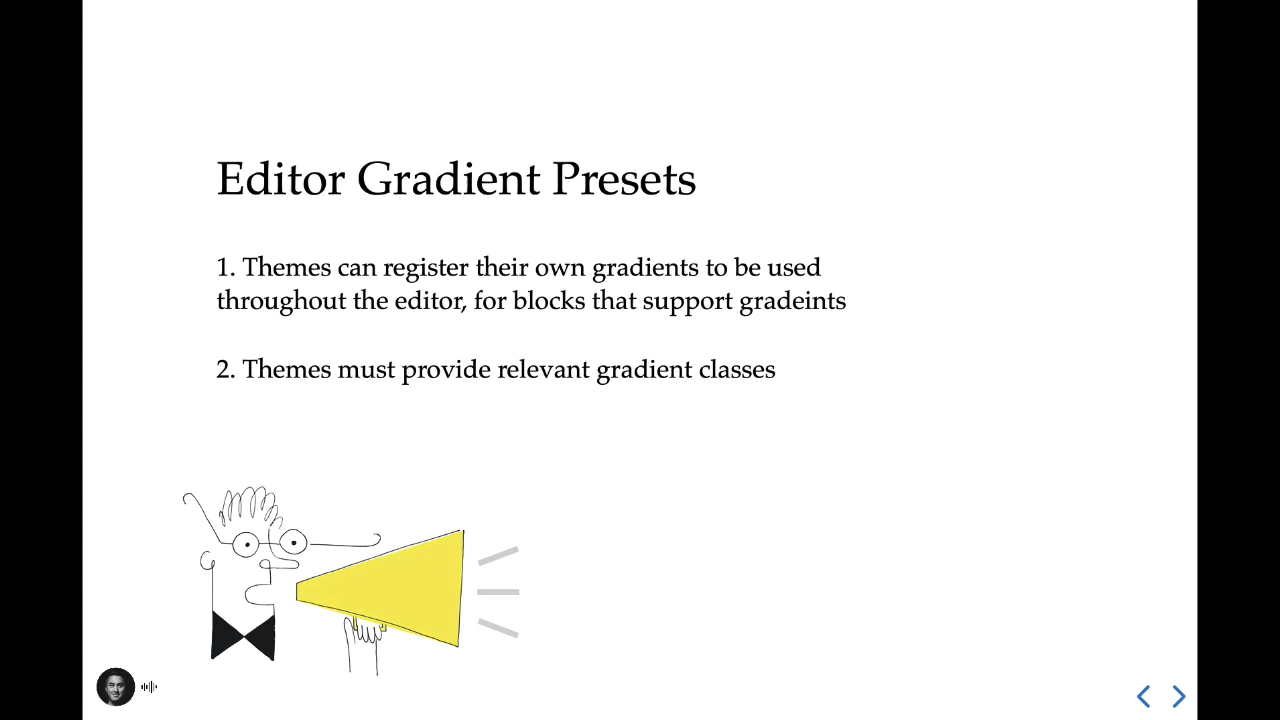 Editor Gradient Presets
1. Themes can register their own gradients to be used
throughout the editor, for blocks that support gradeints
2. Themes must provide relevant gradient classes